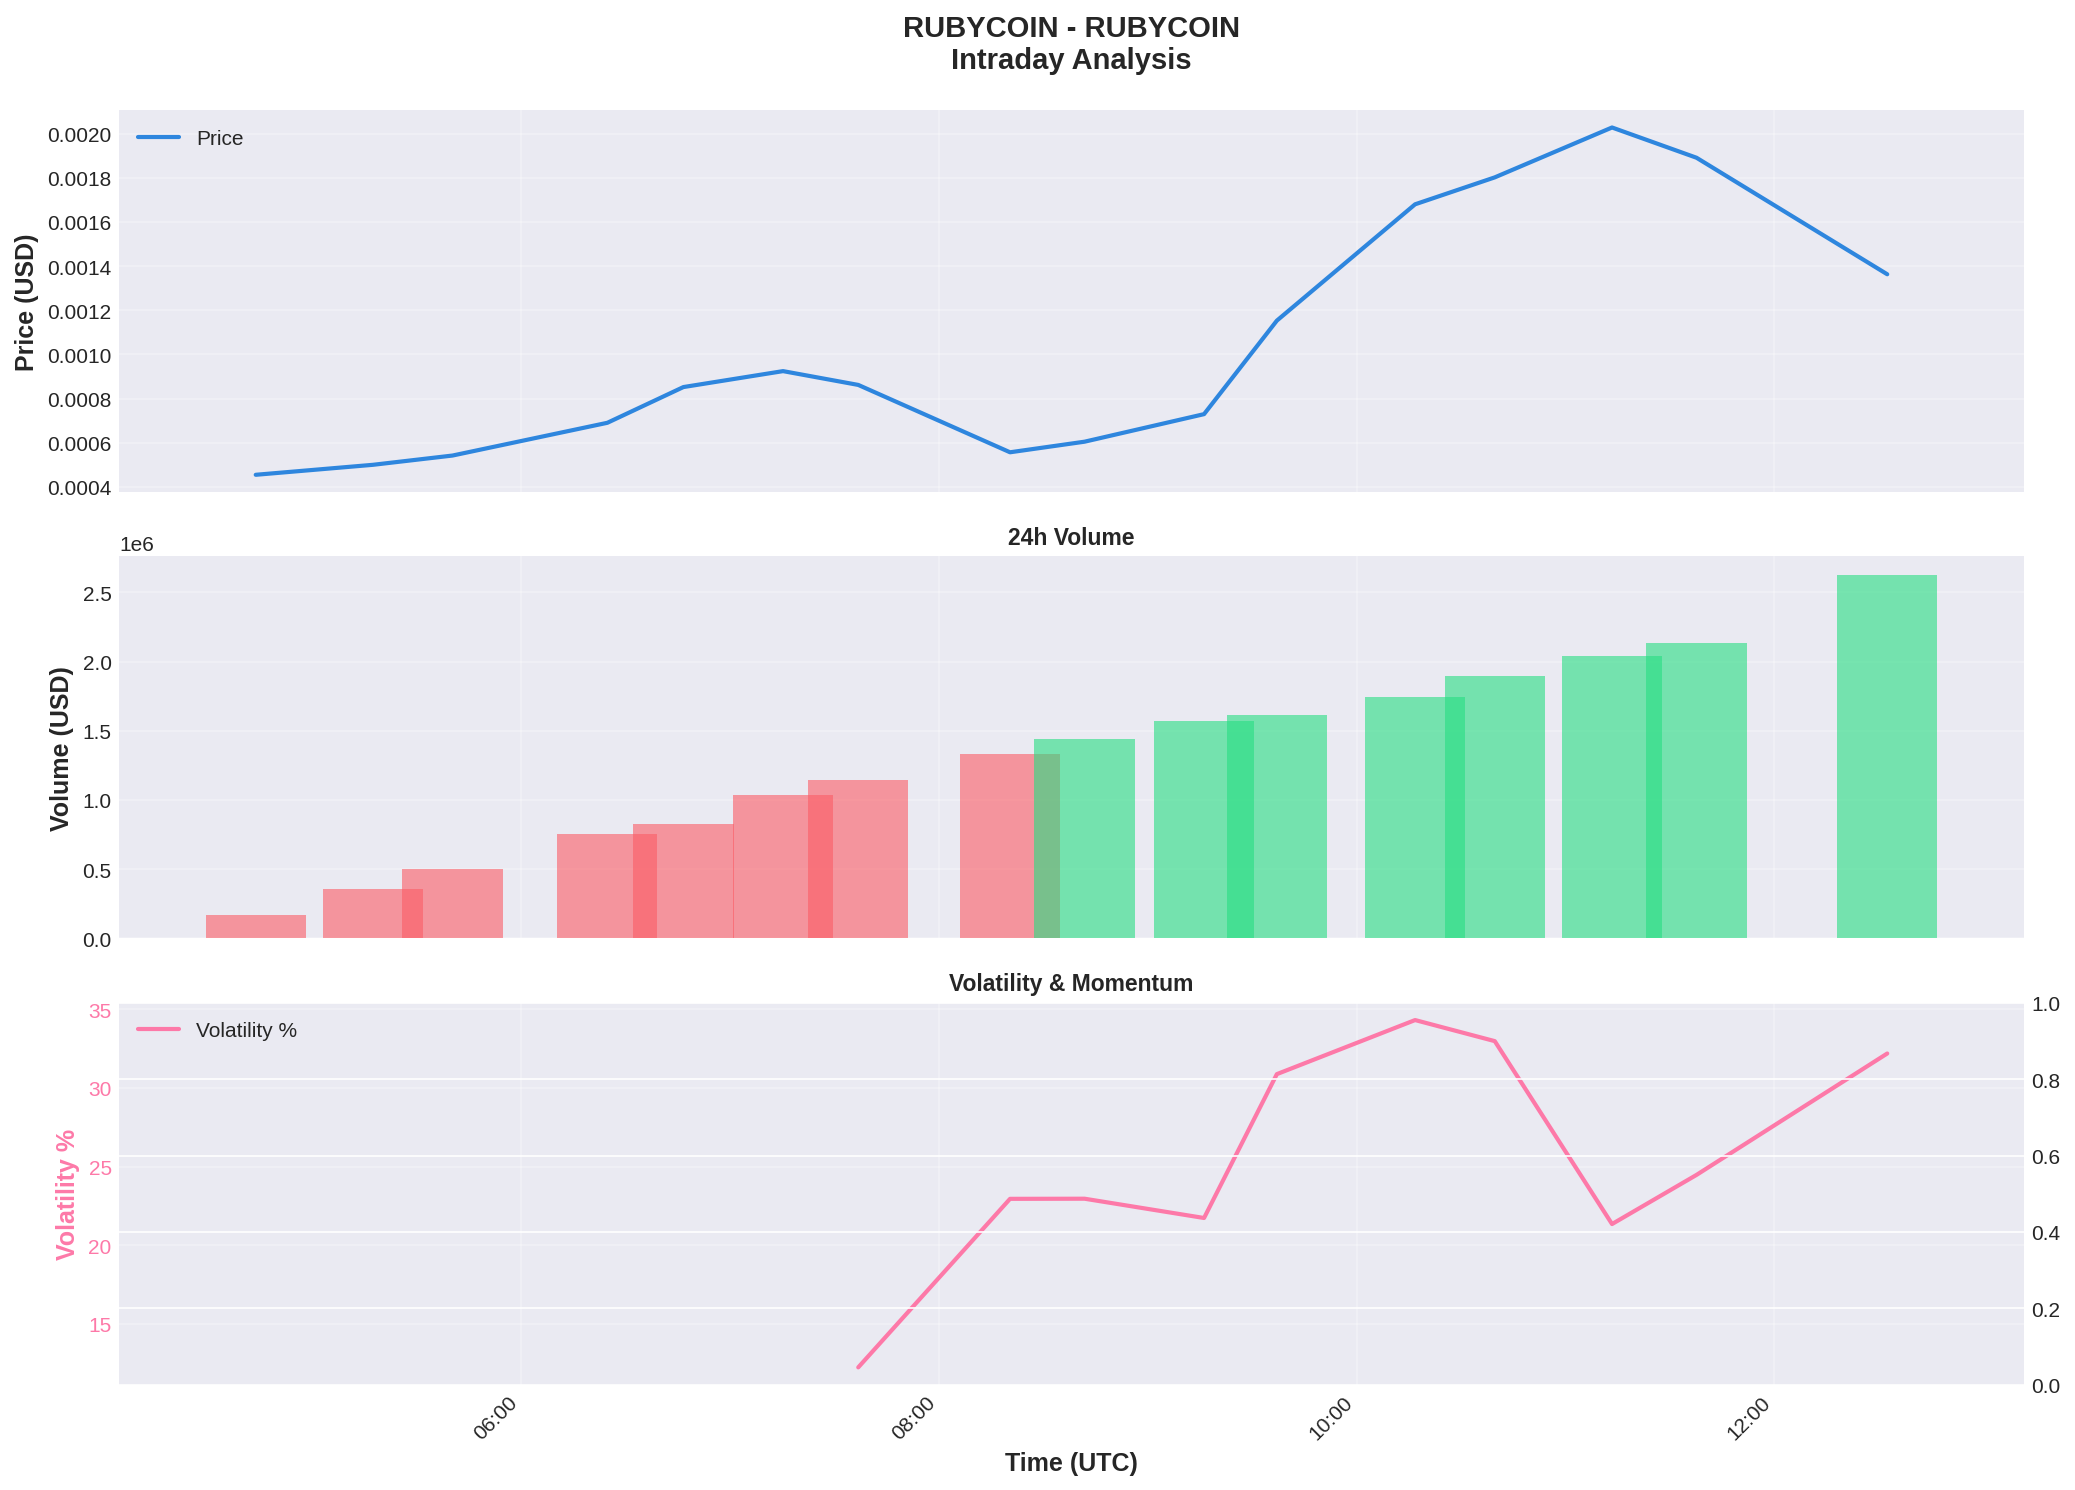 RUBYCOIN - RUBYCOIN
Intraday Analysis
Price
0.0020
0.0018
0.0016
0.0014
0.0012
0.0010
0.0008
0.0006
0.0004
Price (USD)
24h Volume
1e6
2.5
2.0
1.5
1.0
0.5
0.0
Volume (USD)
Volatility & Momentum
Volatility %
35
30
25
20
15
Volatility %
1.0
0.8
0.6
0.4
0.2
0.0
06:00
08:00
10:00
12:00
Time (UTC)